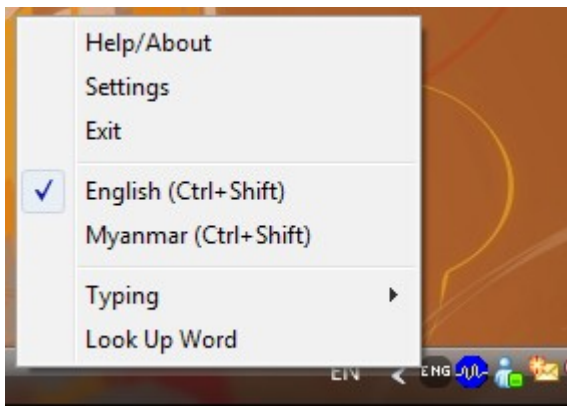 Help/About
Settings
Exit
English (Ctrl+Shift)
Myanmar (Ctrl+Shift)
Typing
Look Up Word
EN
ENG